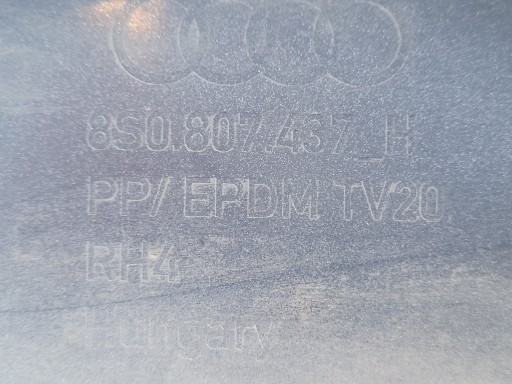 8S0.807.437_H
PP/ EPDM TV20
RH4
Hungary